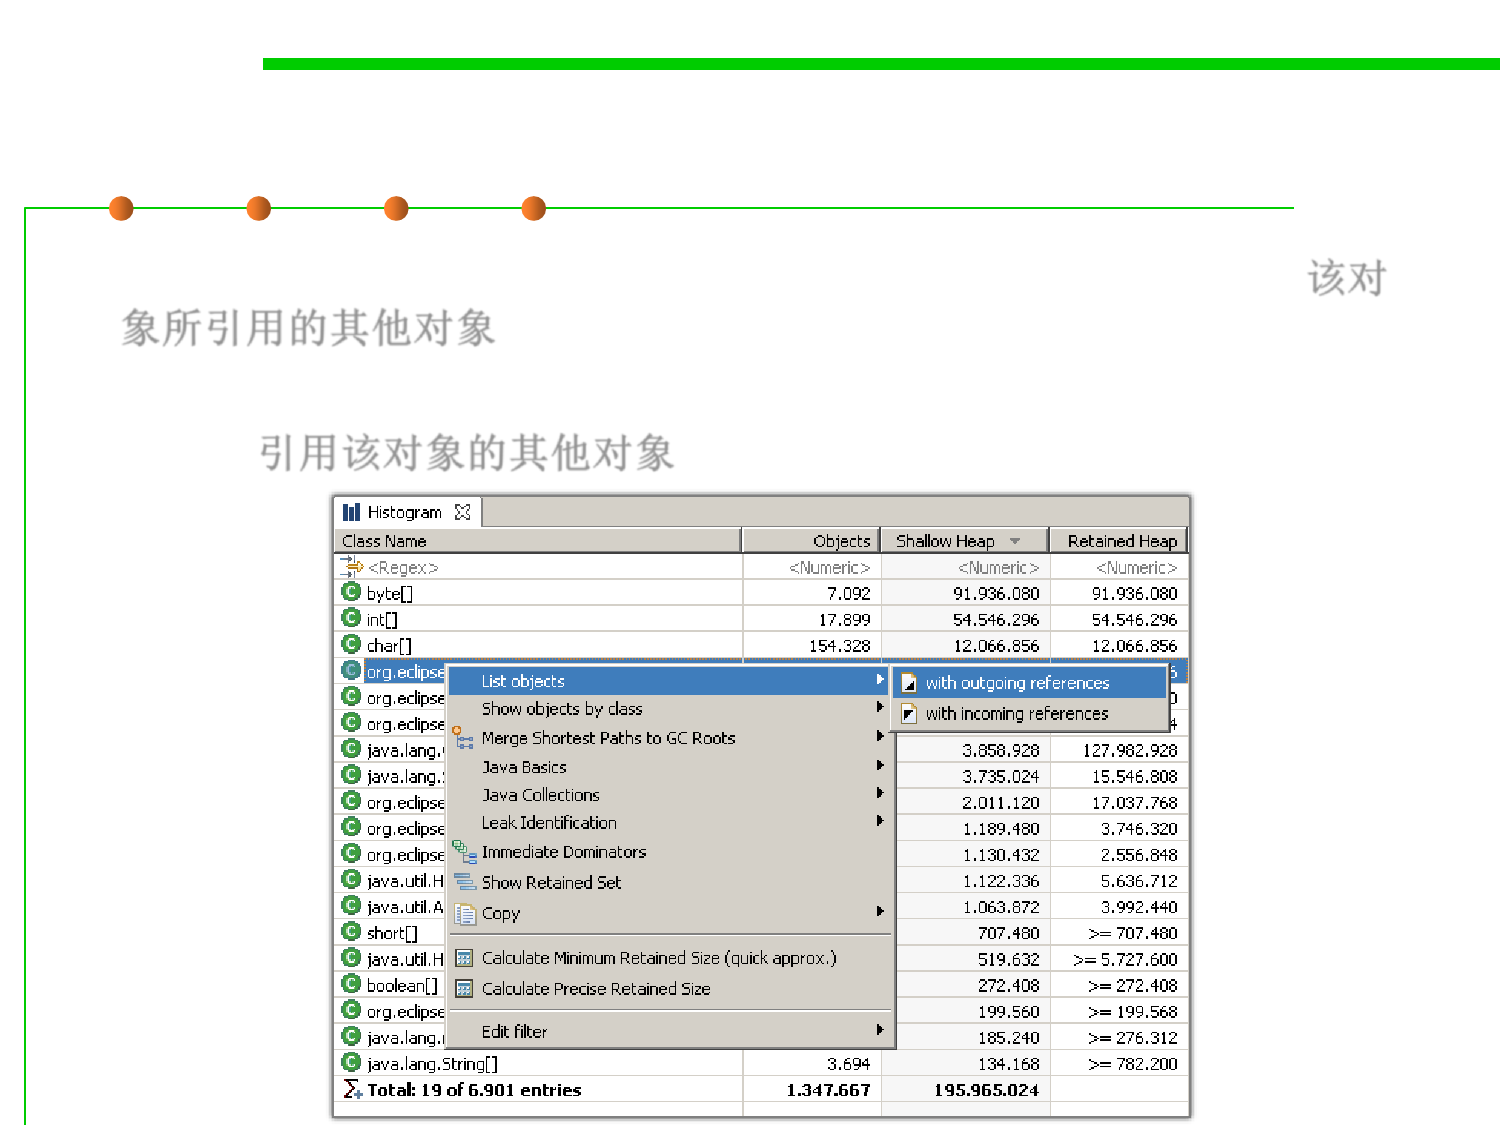 该对
象所引用的其他对象
引用该对象的其他对象
Histogram
Class Name Objects Shallow Heap Retained Heap
<Regex> <Numeric> <Numeric> <Numeric>
byte[] 7.092 91.936.080 91.936.080
int[] 17.899 54.546.296 54.546.296
char[] 154.328 12.066.856 12.066.856
org.eclipse 6
List objects with outgoing references
org.eclipse 0
Show objects by class with incoming references
org.eclipse 4
Merge Shortest Paths to GC Roots
java.lang. 3.858.928 127.982.928
Java Basics
java.lang. 3.735.024 15.546.808
Java Collections
org.eclipse 2.011.120 17.037.768
Leak Identification
org.eclipse 1.189.480 3.746.320
Immediate Dominators
org.eclipse 1.130.432 2.556.848
Show Retained Set
java.util.H 1.122.336 5.636.712
java.util.A 1.063.872 3.992.440
Copy
short[] 707.480 >= 707.480
java.util.H 519.632 >= 5.727.600
Calculate Minimum Retained Size (quick approx.)
boolean[] 272.408 >= 272.408
Calculate Precise Retained Size
org.eclipse 199.560 >= 199.568
Edit filter
java.lang. 185.240 >= 276.312
java.lang.String[] 3.694 134.168 >= 782.200
Total: 19 of 6.901 entries 1.347.667 195.965.024